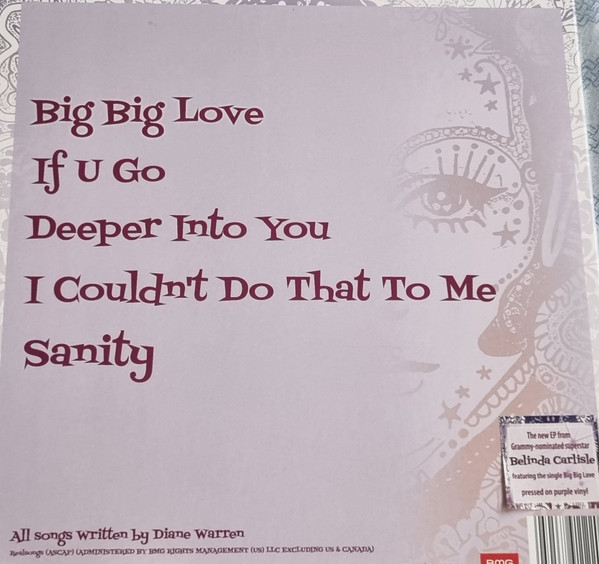 Big Big Love
If U Go
Deeper Into You
I Couldn't Do That To Me
Sanity
The new EP from
Grammy-nominated superstar
Belinda Carlisle
featuring the single Big Big Love
pressed on purple vinyl
All songs written by Diane Warren
Realsongs (ASCAP) (ADMINISTERED BY BMG RIGHTS MANAGEMENT (US) LLC EXCLUDING US & CANADA)
BMG